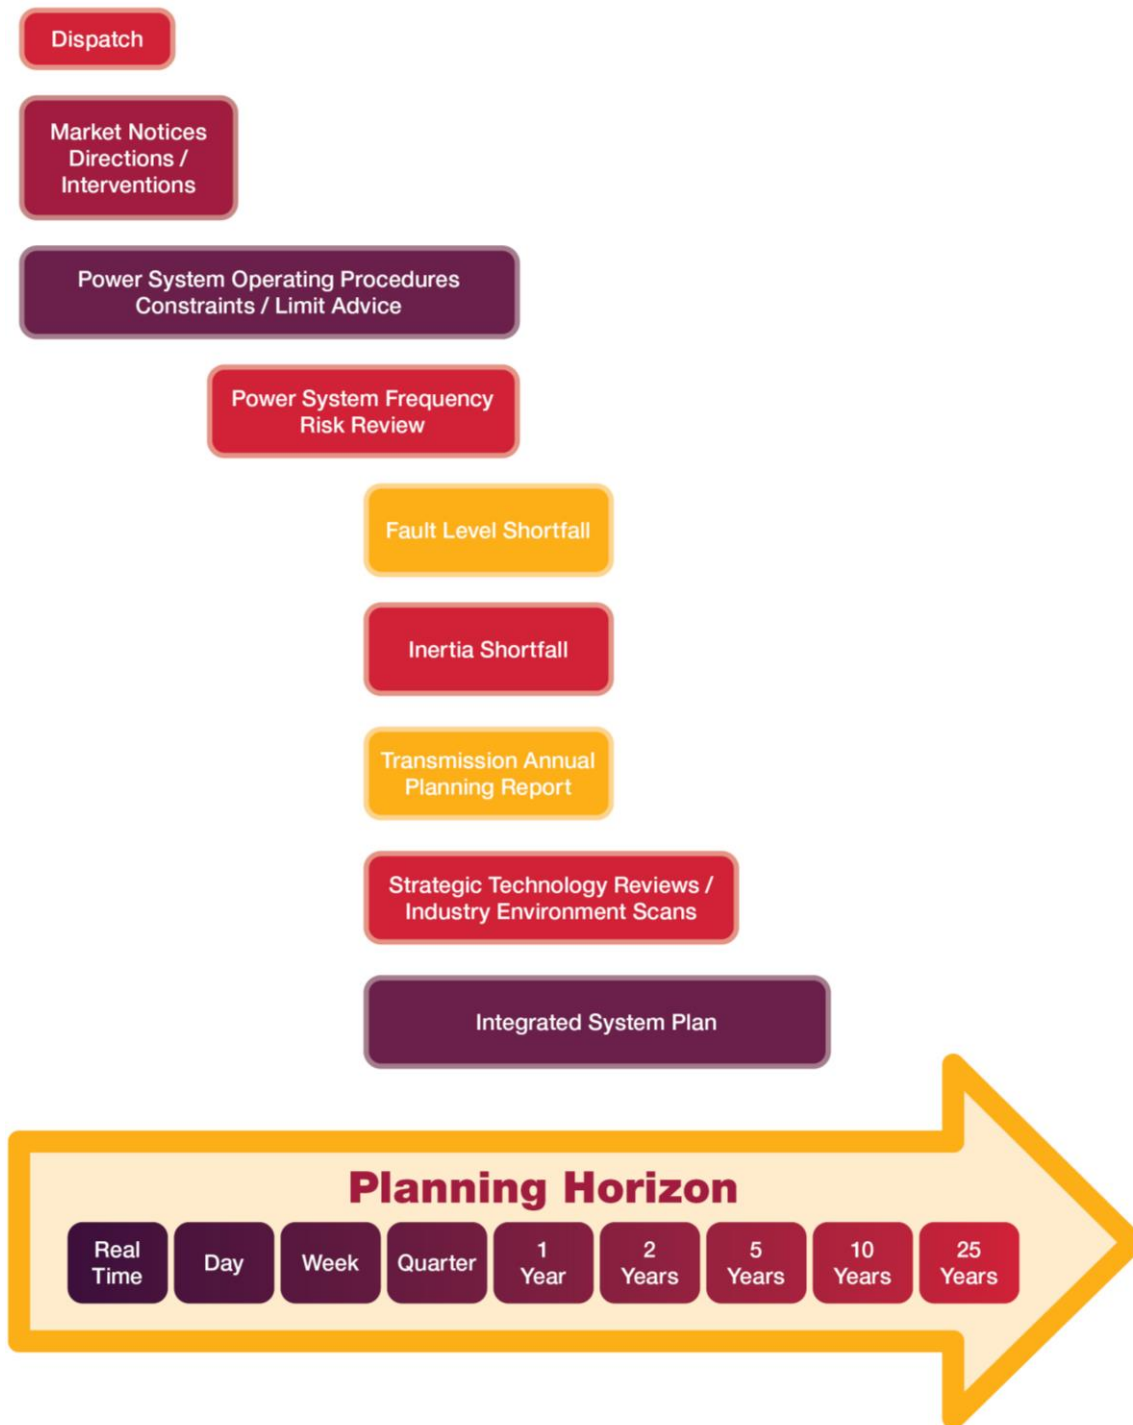 Dispatch
Market Notices
Directions /
Interventions
Power System Operating Procedures
Constraints / Limit Advice
Power System Frequency
Risk Review
Fault Level Shortfall
Inertia Shortfall
Transmission Annual
Planning Report
Strategic Technology Reviews /
Industry Environment Scans
Integrated System Plan
Planning Horizon
Real
Time
Day
Week
Quarter
1
Year
2
Years
5
Years
10
Years
25
Years